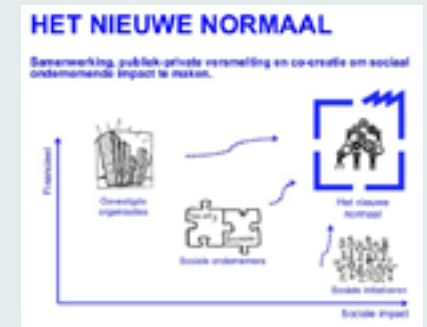 HET NIEUWE NORMAAL
Samenwerking, publiek-private versmelting en co-creatie om sociaal
ondernemende impact te maken.
Financieel
Gevestigde
organisaties
Sociale ondernemers
Het nieuwe
normaal
Sociale initiatieven
Sociale impact